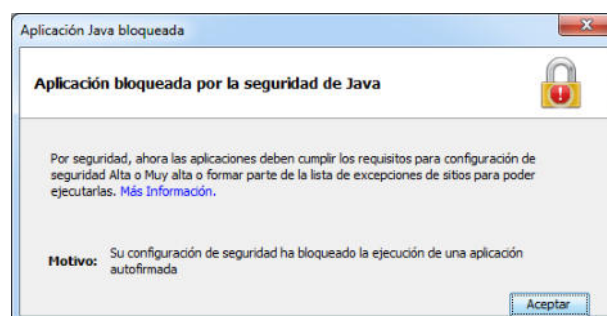 Aplicación Java bloqueada
Aplicación bloqueada por la seguridad de Java
Por seguridad, ahora las aplicaciones deben cumplir los requisitos para configuración de
seguridad Alta o Muy alta o formar parte de la lista de excepciones de sitios para poder
ejecutarlas. Más Información.
Motivo: Su configuración de seguridad ha bloqueado la ejecución de una aplicación
autofirmada
Aceptar